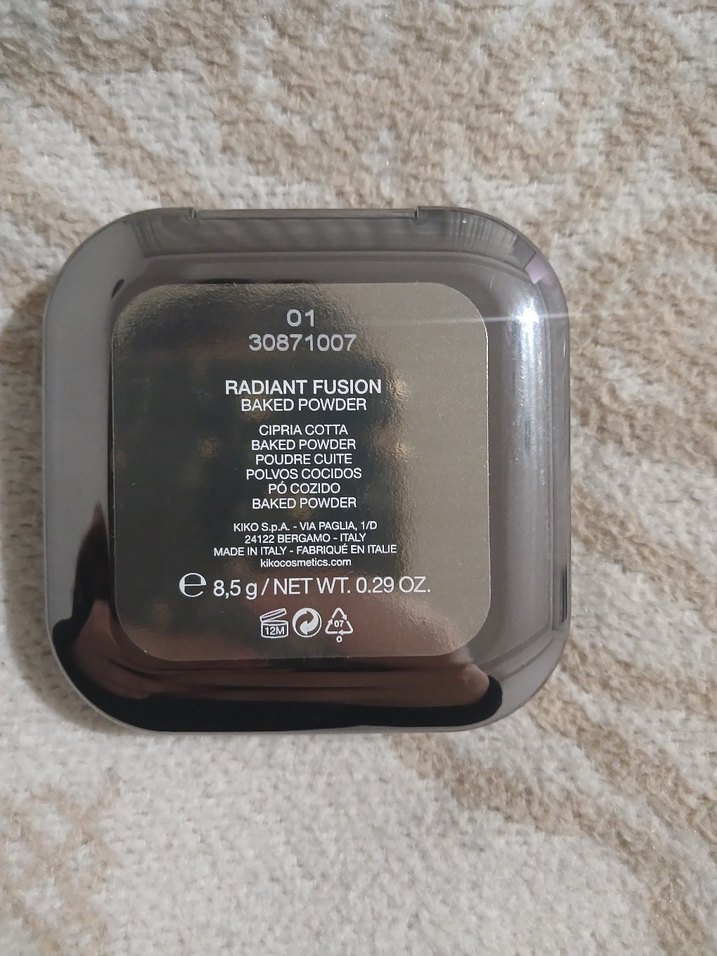 01
30871007
RADIANT FUSION
BAKED POWDER
CIPRIA COTTA
BAKED POWDER
POUDRE CUITE
POLVOS COCIDOS
PÓ COZIDO
BAKED POWDER
KIKO S.p.A. - VIA PAGLIA, 1/D
24122 BERGAMO - ITALY
MADE IN ITALY - FABRIQUÉ EN ITALIE
kikocosmetics.com
℮ 8,5 g / NET WT. 0.29 OZ.
12M 07
O